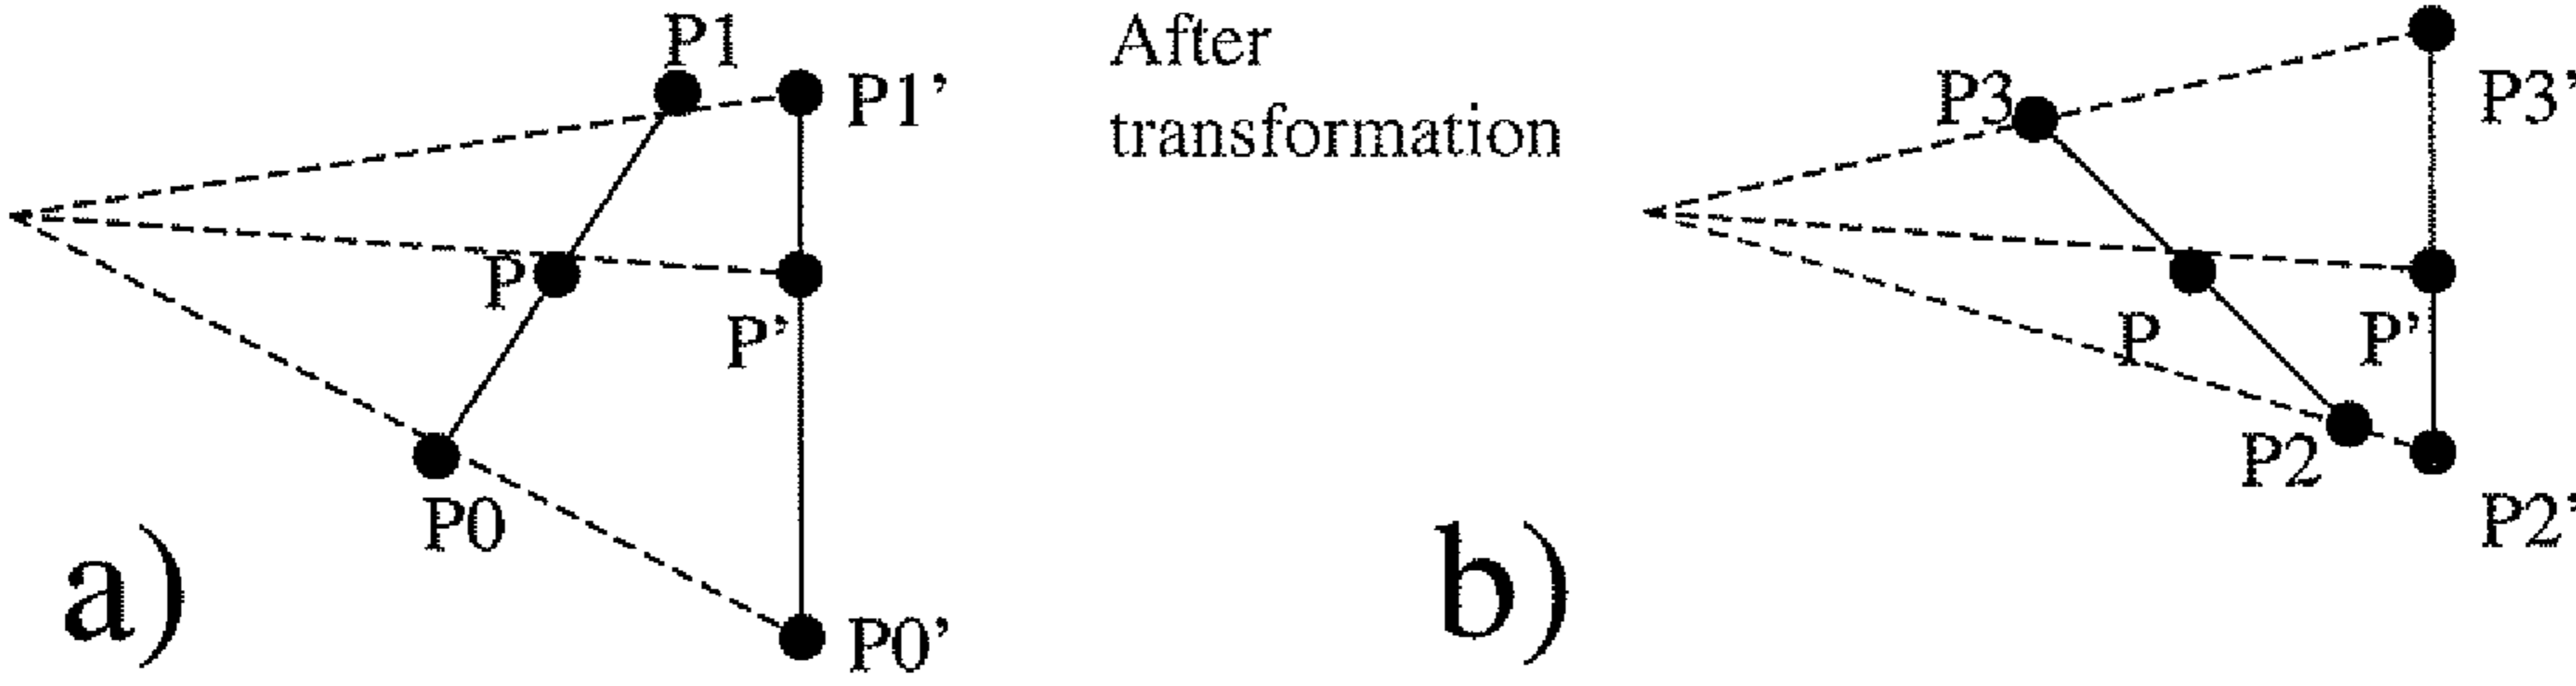 P1
P1’
P
P’
P0
P0’
a)
After
transformation
P3
P3’
P
P’
P2
P2’
b)